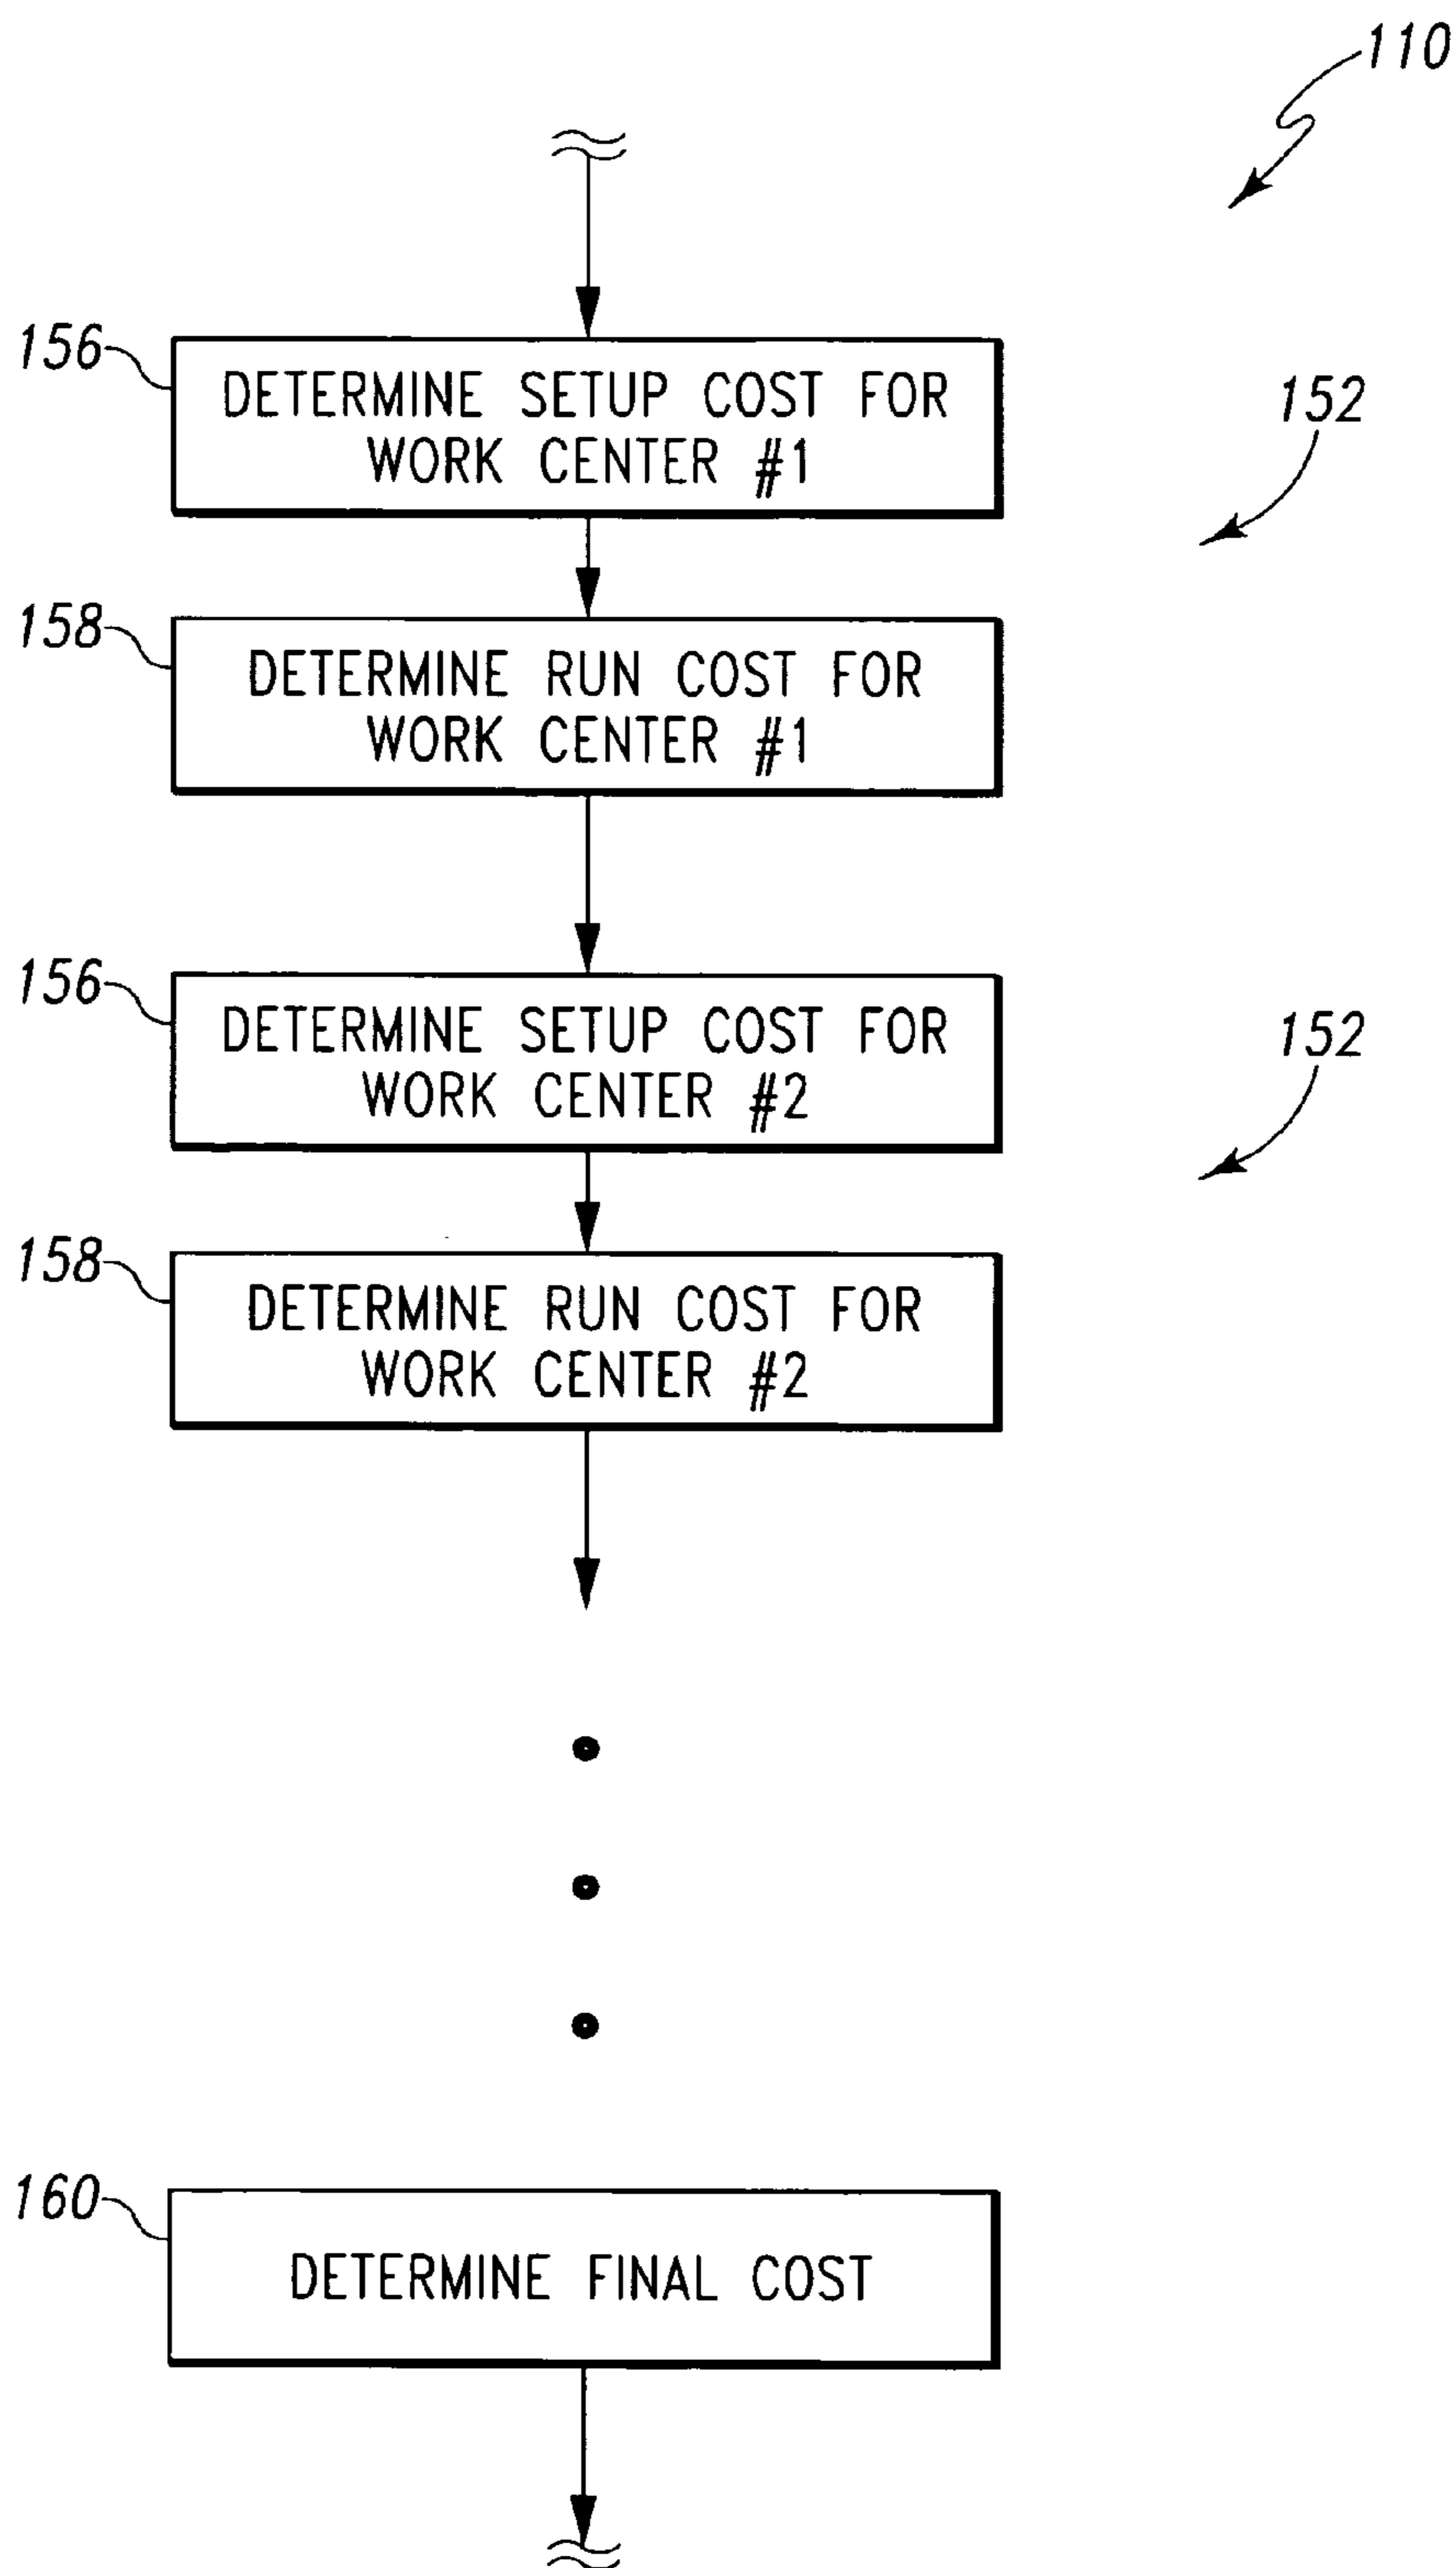 110
156
DETERMINE SETUP COST FOR
WORK CENTER #1
152
158
DETERMINE RUN COST FOR
WORK CENTER #1
156
DETERMINE SETUP COST FOR
WORK CENTER #2
152
158
DETERMINE RUN COST FOR
WORK CENTER #2
160
DETERMINE FINAL COST